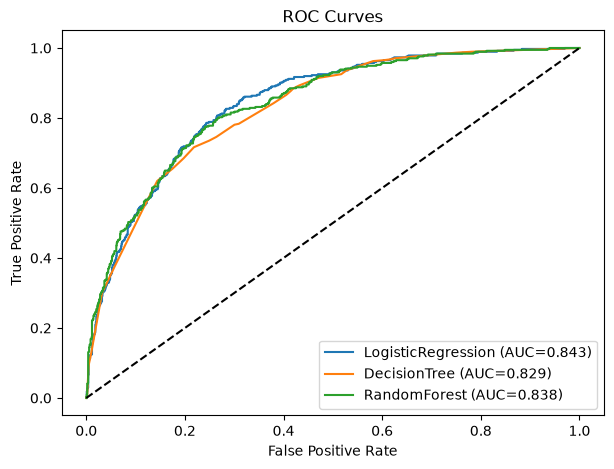 ROC Curves
True Positive Rate
1.0
0.8
0.6
0.4
0.2
0.0
LogisticRegression (AUC=0.843)
DecisionTree (AUC=0.829)
RandomForest (AUC=0.838)
0.0 0.2 0.4 0.6 0.8 1.0
False Positive Rate